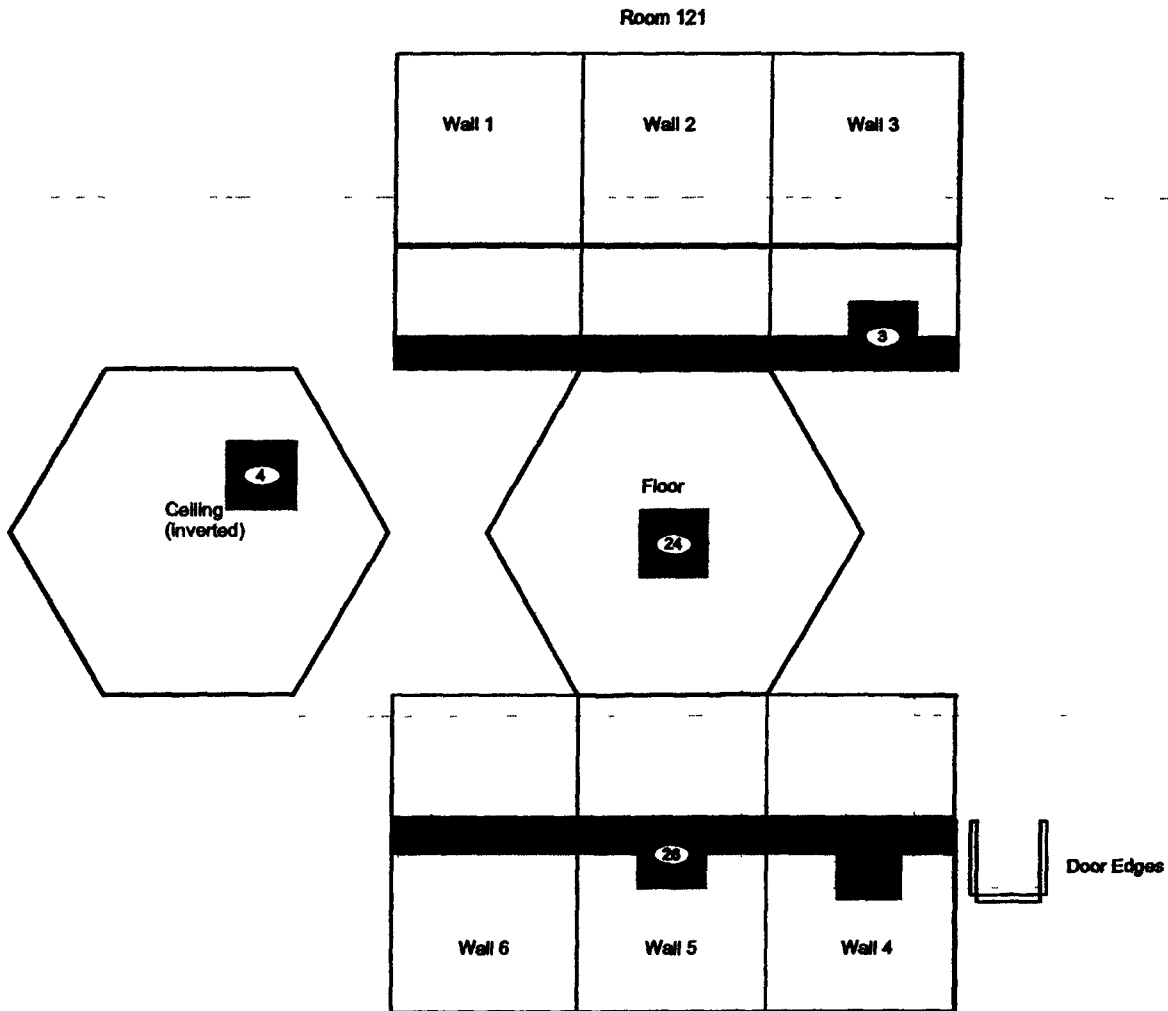 Room 121
Wall 1
Wall 2
Wall 3
3
4
Ceiling
(Inverted)
Floor
24
26
Door Edges
Wall 6
Wall 5
Wall 4